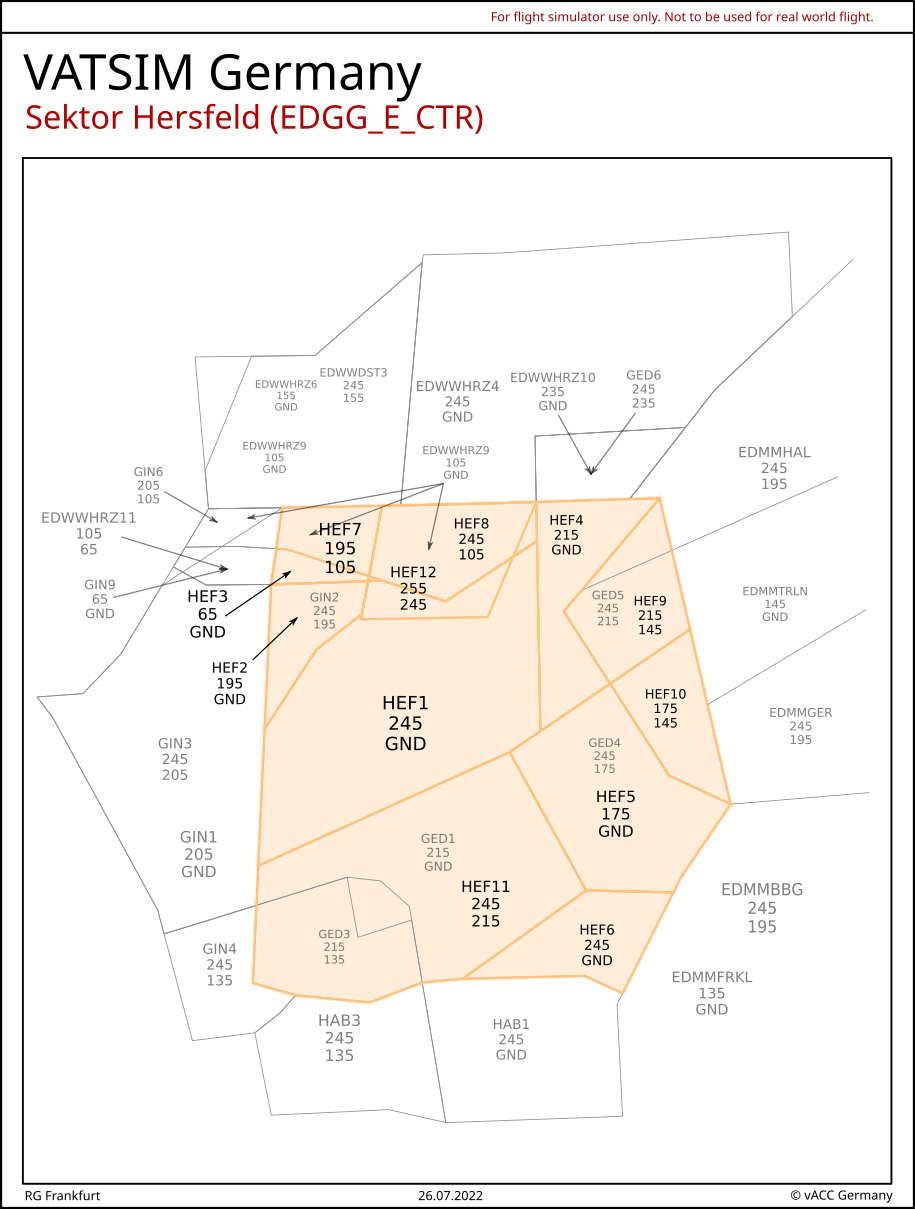 For flight simulator use only. Not to be used for real world flight.
VATSIM Germany
Sektor Hersfeld (EDGG_E_CTR)
EDWWHRZ6
155
GND
EDWWDST3
245
155
EDWWHRZ4
245
GND
EDWWHRZ10
235
GND
GED6
245
235
EDWWHRZ9
105
GND
EDWWHRZ9
105
GND
EDMMHAL
245
195
GIN6
205
105
EDWWHRZ11
105
65
HEF7
195
105
HEF8
245
105
HEF4
215
GND
HEF12
255
245
GIN9
65
GND
HEF3
65
GND
GIN2
245
195
GED5
245
215
HEF9
215
145
EDMMTRLN
145
GND
HEF2
195
GND
HEF1
245
GND
HEF10
175
145
EDMMGER
245
195
GIN3
245
205
GED4
245
175
HEF5
175
GND
GIN1
205
GND
GED1
215
GND
HEF11
245
215
EDMMBBG
245
195
GIN4
245
135
GED3
215
135
HEF6
245
GND
EDMMFRKL
135
GND
HAB3
245
135
HAB1
245
GND
RG Frankfurt
26.07.2022
© vACC Germany